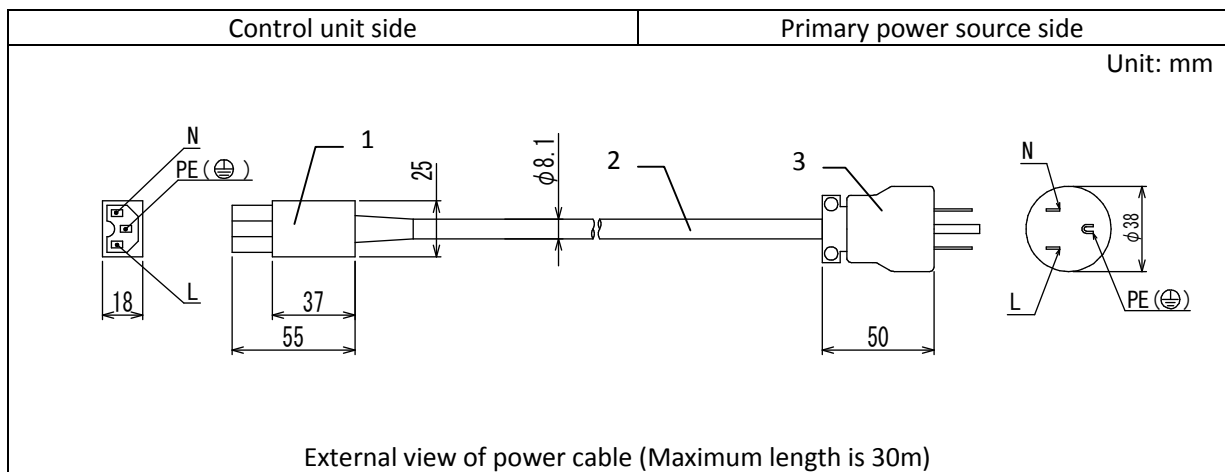 Control unit side
Primary power source side
Unit: mm
N
PE(⏚)
L
18
1
25
37
55
φ8.1
2
3
50
N
L
PE(⏚)
φ38
External view of power cable (Maximum length is 30m)